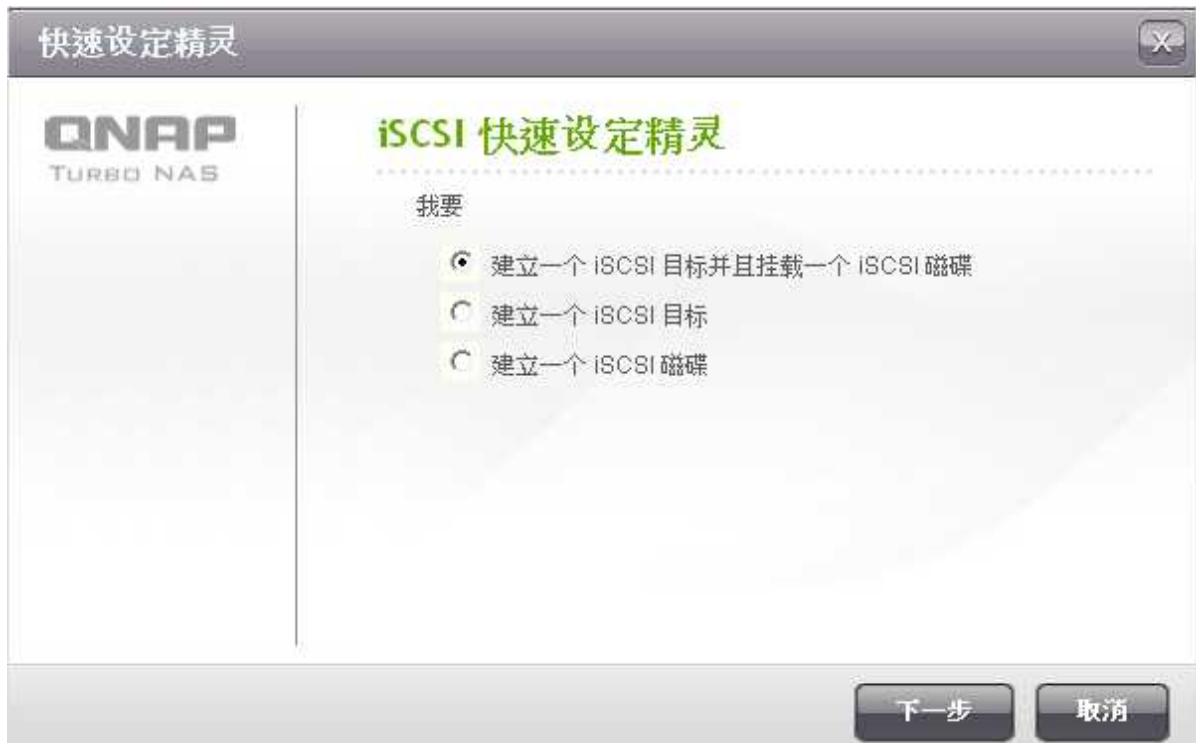 快速设定精灵
QNAP
TURBO NAS
iSCSI 快速设定精灵
我要
建立一个 iSCSI 目标并且挂载一个 iSCSI 磁碟
建立一个 iSCSI 目标
建立一个 iSCSI 磁碟
下一步
取消